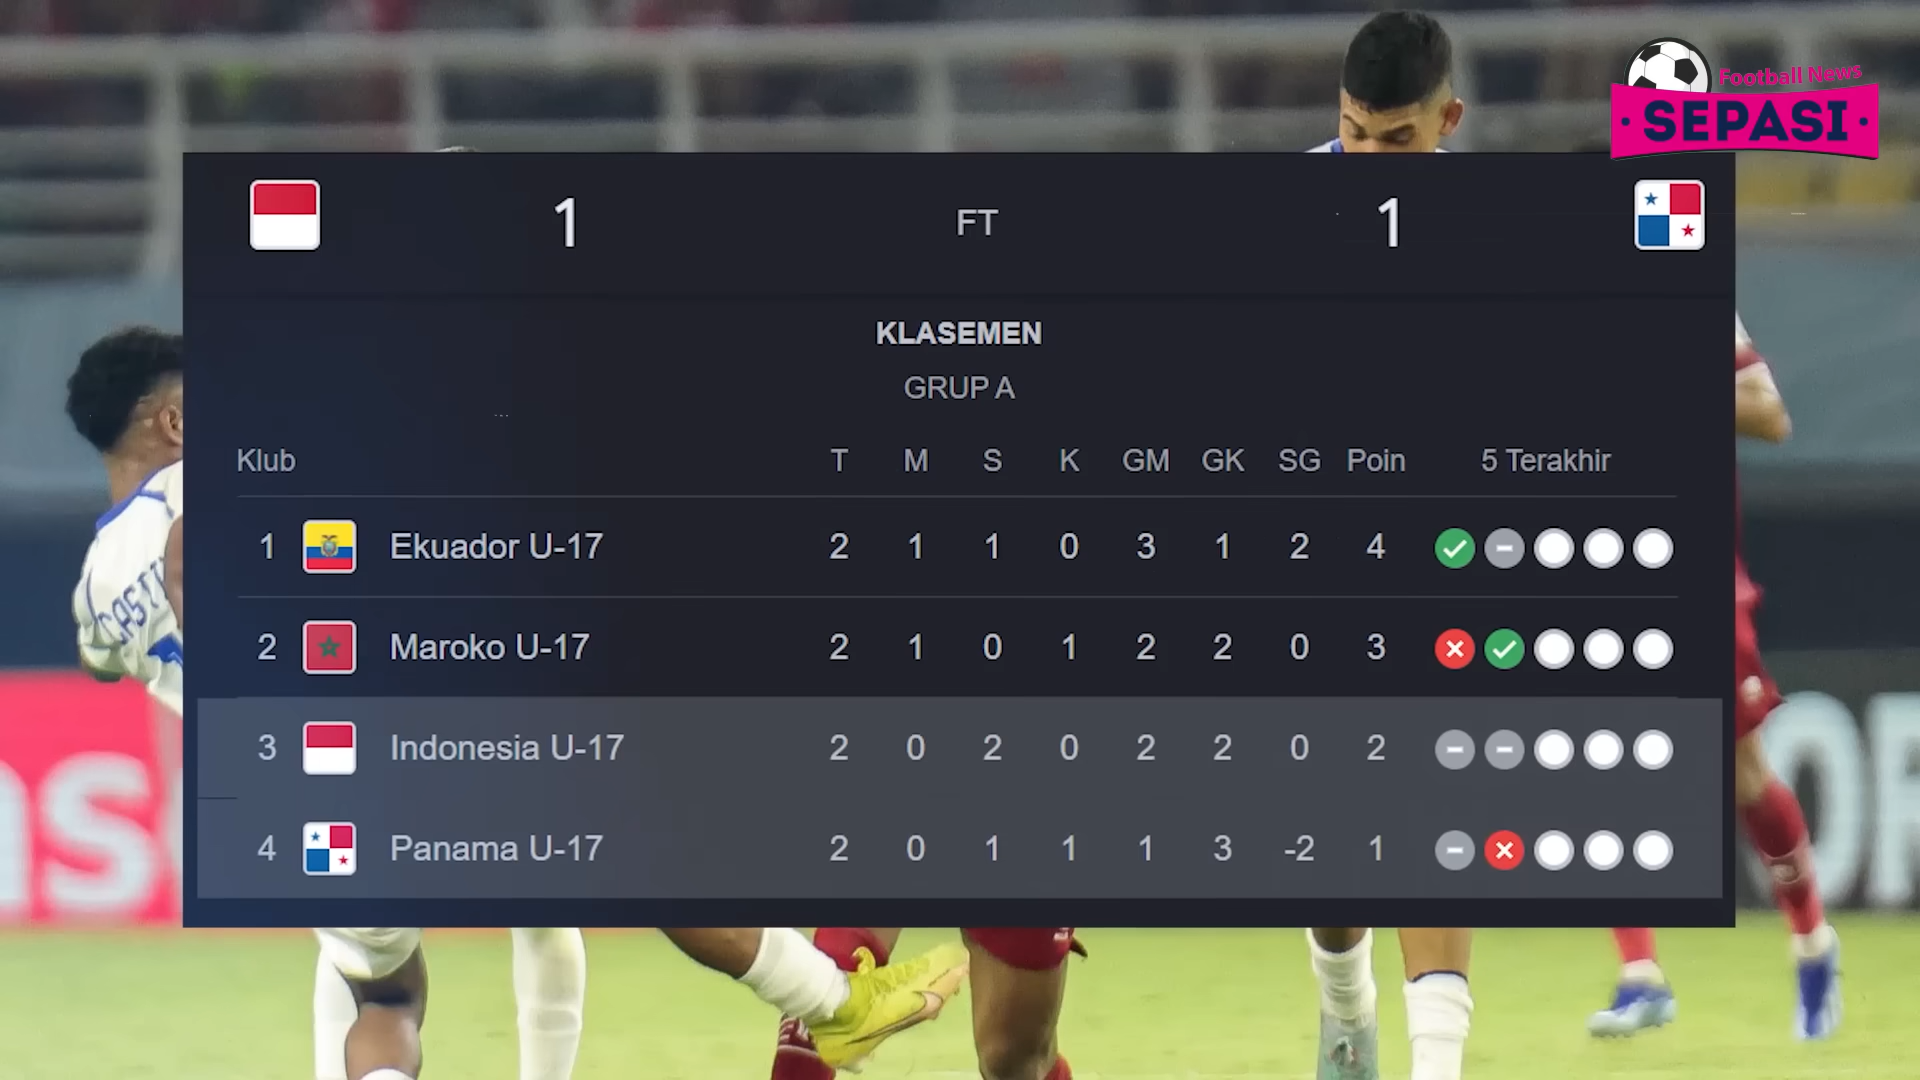 Football News
SEPASI
1 FT 1
KLASEMEN
GRUP A
Klub T M S K GM GK SG Poin 5 Terakhir
1 Ekuador U-17 2 1 1 0 3 1 2 4
2 Maroko U-17 2 1 0 1 2 2 0 3
3 Indonesia U-17 2 0 2 0 2 2 0 2
4 Panama U-17 2 0 1 1 1 3 -2 1